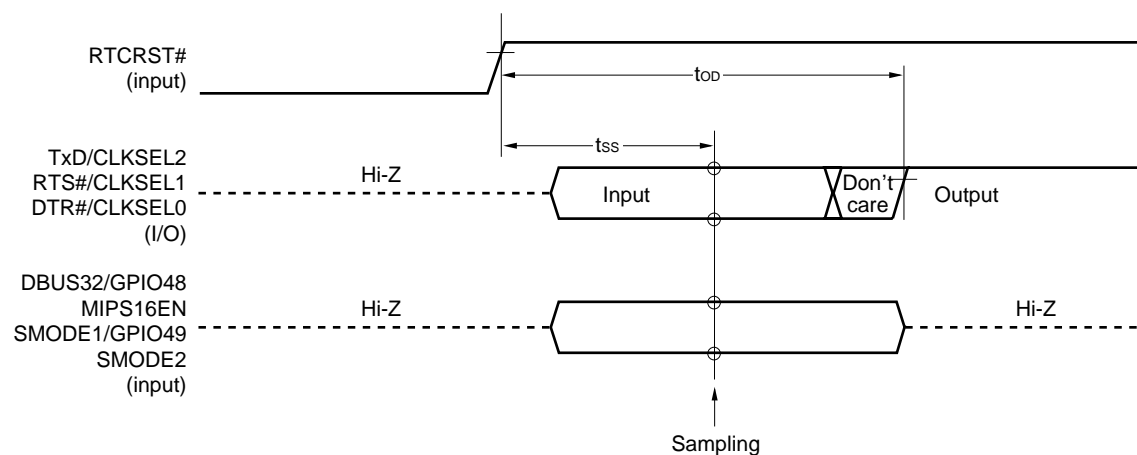 RTCRST#
(input)
tOD
tSS
TxD/CLKSEL2
RTS#/CLKSEL1
DTR#/CLKSEL0
(I/O)
Hi-Z
Input
Don't
care
Output
DBUS32/GPIO48
MIPS16EN
SMODE1/GPIO49
SMODE2
(input)
Hi-Z
Hi-Z
Sampling